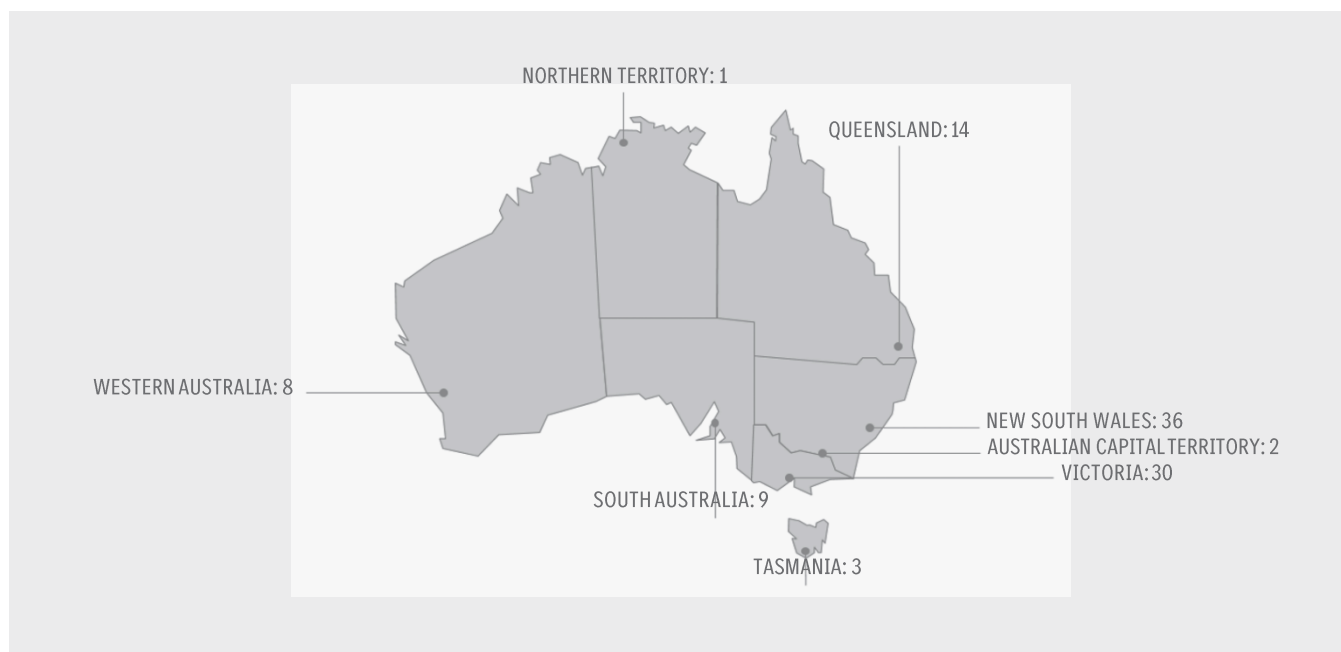 NORTHERN TERRITORY: 1
QUEENSLAND: 14
WESTERN AUSTRALIA: 8
NEW SOUTH WALES: 36
AUSTRALIAN CAPITAL TERRITORY: 2
VICTORIA: 30
SOUTH AUSTRALIA: 9
TASMANIA: 3